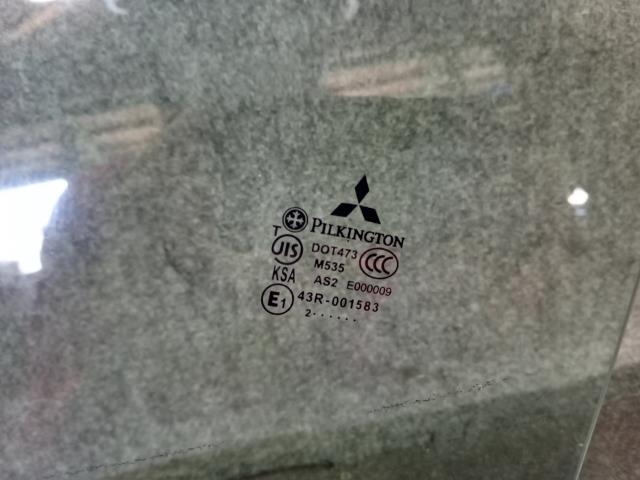 PILKINGTON
T
JIS
DOT473
CCC
M535
KSA
AS2 E000009
E1
43R-001583
2······